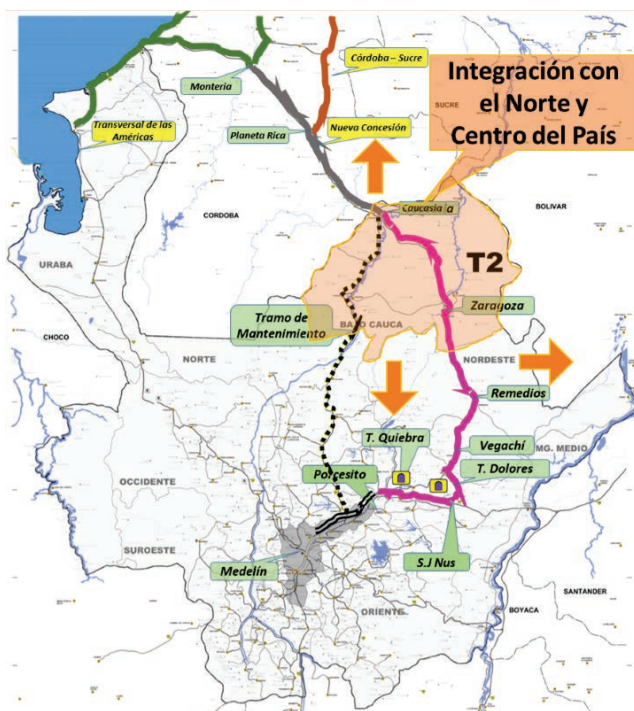 Córdoba – Sucre
Montería
Integración con
el Norte y
Centro del País
SUCRE
Transversal de las
Américas
Planeta Rica
Nueva Concesión
Caucasia
a
CORDOBA
BOLIVAR
URABA
T2
Zaragoza
Tramo de
Mantenimiento
BAJO CAUCA
CHOCO
NORTE
NORDESTE
Remedios
T. Quiebra
Vegachí
MG. MEDIO
T. Dolores
Porcesito
OCCIDENTE
SUROESTE
S.J Nus
Medelín
SANTANDER
ORIENTE
BOYACA